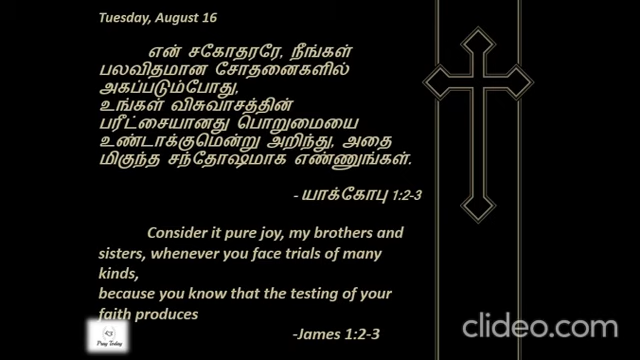 Tuesday, August 16
என் சகோதரரே, நீங்கள்
பலவிதமான சோதனைகளில்
அகப்படும்போது,
உங்கள் விசுவாசத்தின்
பரீட்சையானது பொறுமையை
உண்டாக்குமென்று அறிந்து, அதை
மிகுந்த சந்தோஷமாக எண்ணுங்கள்.
- யாக்கோபு 1:2-3
Consider it pure joy, my brothers and
sisters, whenever you face trials of many
kinds,
because you know that the testing of your
faith produces
-James 1:2-3
Pray Today
clideo.com